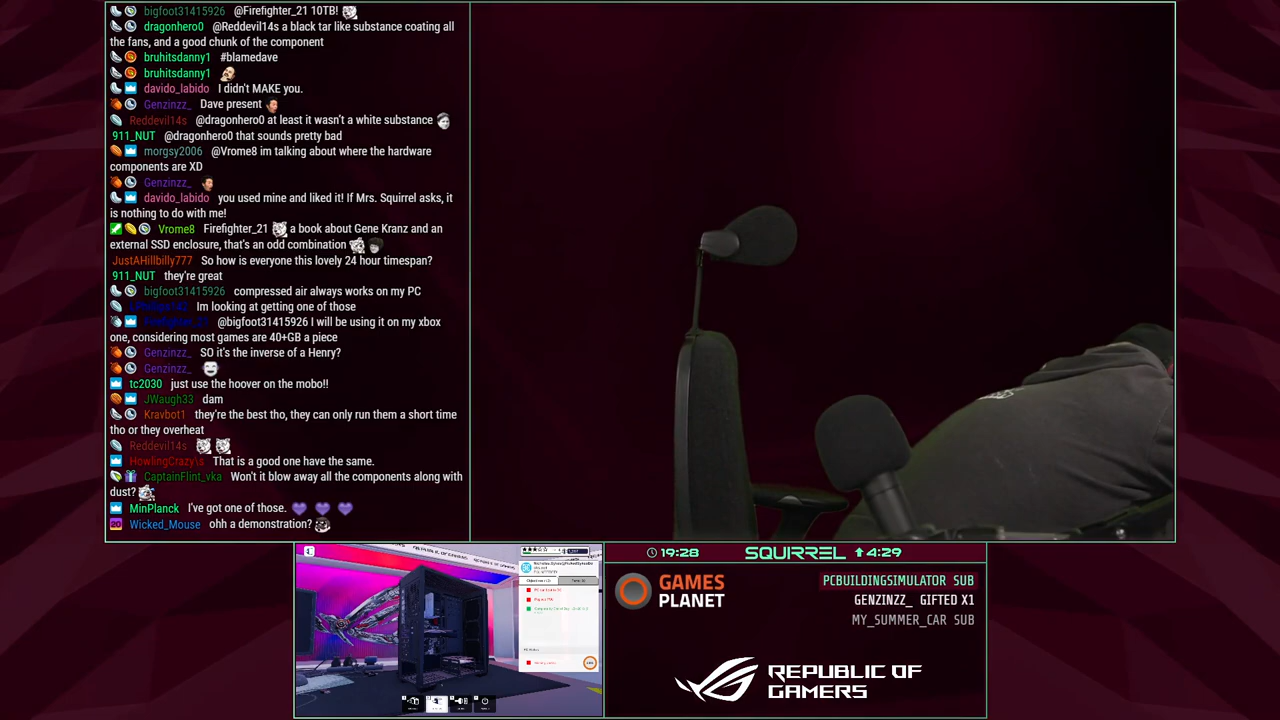 bigfoot31415926 @Firefighter_21 10TB!
dragonhero0 @Reddevil14s a black tar like substance coating all
the fans, and a good chunk of the component
bruhitsdanny1 #blamedave
bruhitsdanny1
davido_labido I didn't MAKE you.
Genzinzz_ Dave present
Reddevil14s @dragonhero0 at least it wasn't a white substance
911_NUT @dragonhero0 that sounds pretty bad
morgsy2006 @Vrome8 im talking about where the hardware
components are XD
Genzinzz_
davido_labido you used mine and liked it! If Mrs. Squirrel asks, it
is nothing to do with me!
Vrome8 Firefighter_21 a book about Gene Kranz and an
external SSD enclosure, that's an odd combination
JustAHillbilly777 So how is everyone this lovely 24 hour timespan?
911_NUT they're great
bigfoot31415926 compressed air always works on my PC
Im looking at getting one of those
Firefighter_21 @bigfoot31415926 I will be using it on my xbox
one, considering most games are 40+GB a piece
Genzinzz_ SO it's the inverse of a Henry?
Genzinzz_
tc2030 just use the hoover on the mobo!!
JWaugh33 dam
Kravbot1 they're the best tho, they can only run them a short time
tho or they overheat
Reddevil14s
HowlingCrazy\s That is a good one have the same.
CaptainFlint_vka Won't it blow away all the components along with
dust?
MinPlanck I've got one of those.
20 Wicked_Mouse ohh a demonstration?
19:28 SQUIRREL 4:29
GAMES
PLANET
PCBUILDINGSIMULATOR SUB
GENZINZZ_ GIFTED X1
MY_SUMMER_CAR SUB
REPUBLIC OF
GAMERS